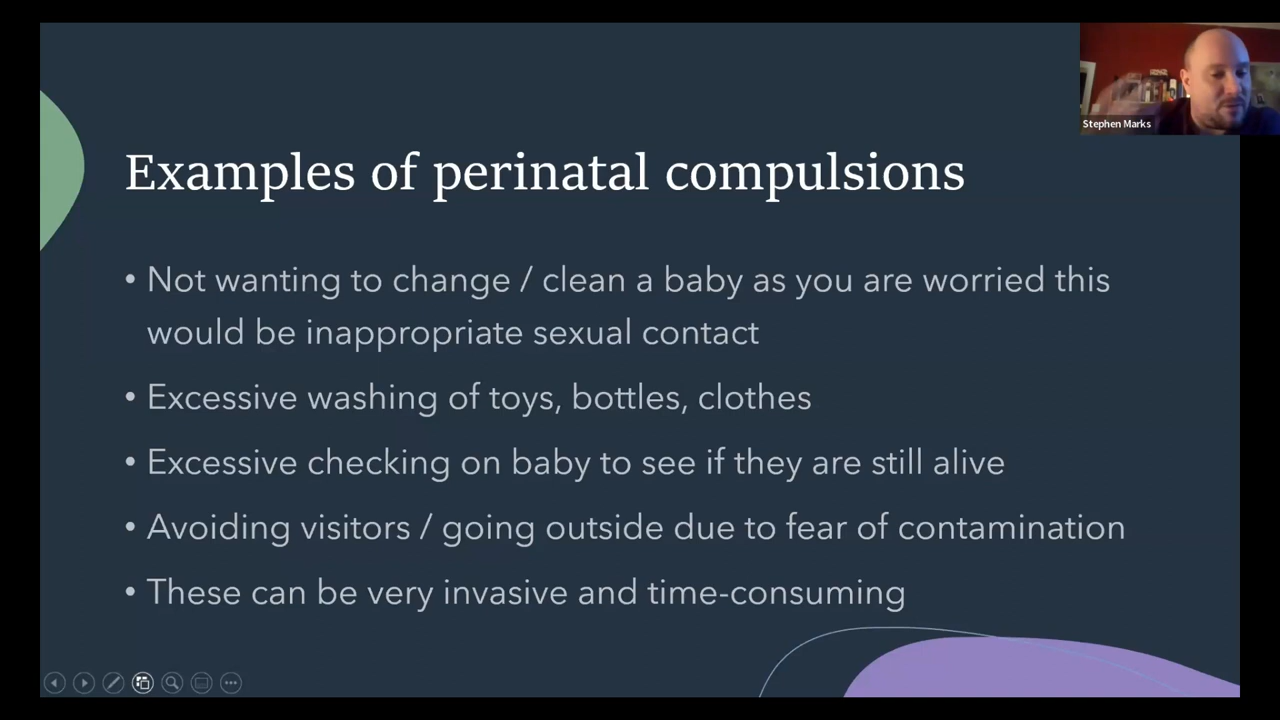 Stephen Marks
Examples of perinatal compulsions
• Not wanting to change / clean a baby as you are worried this
would be inappropriate sexual contact
• Excessive washing of toys, bottles, clothes
• Excessive checking on baby to see if they are still alive
• Avoiding visitors / going outside due to fear of contamination
• These can be very invasive and time-consuming